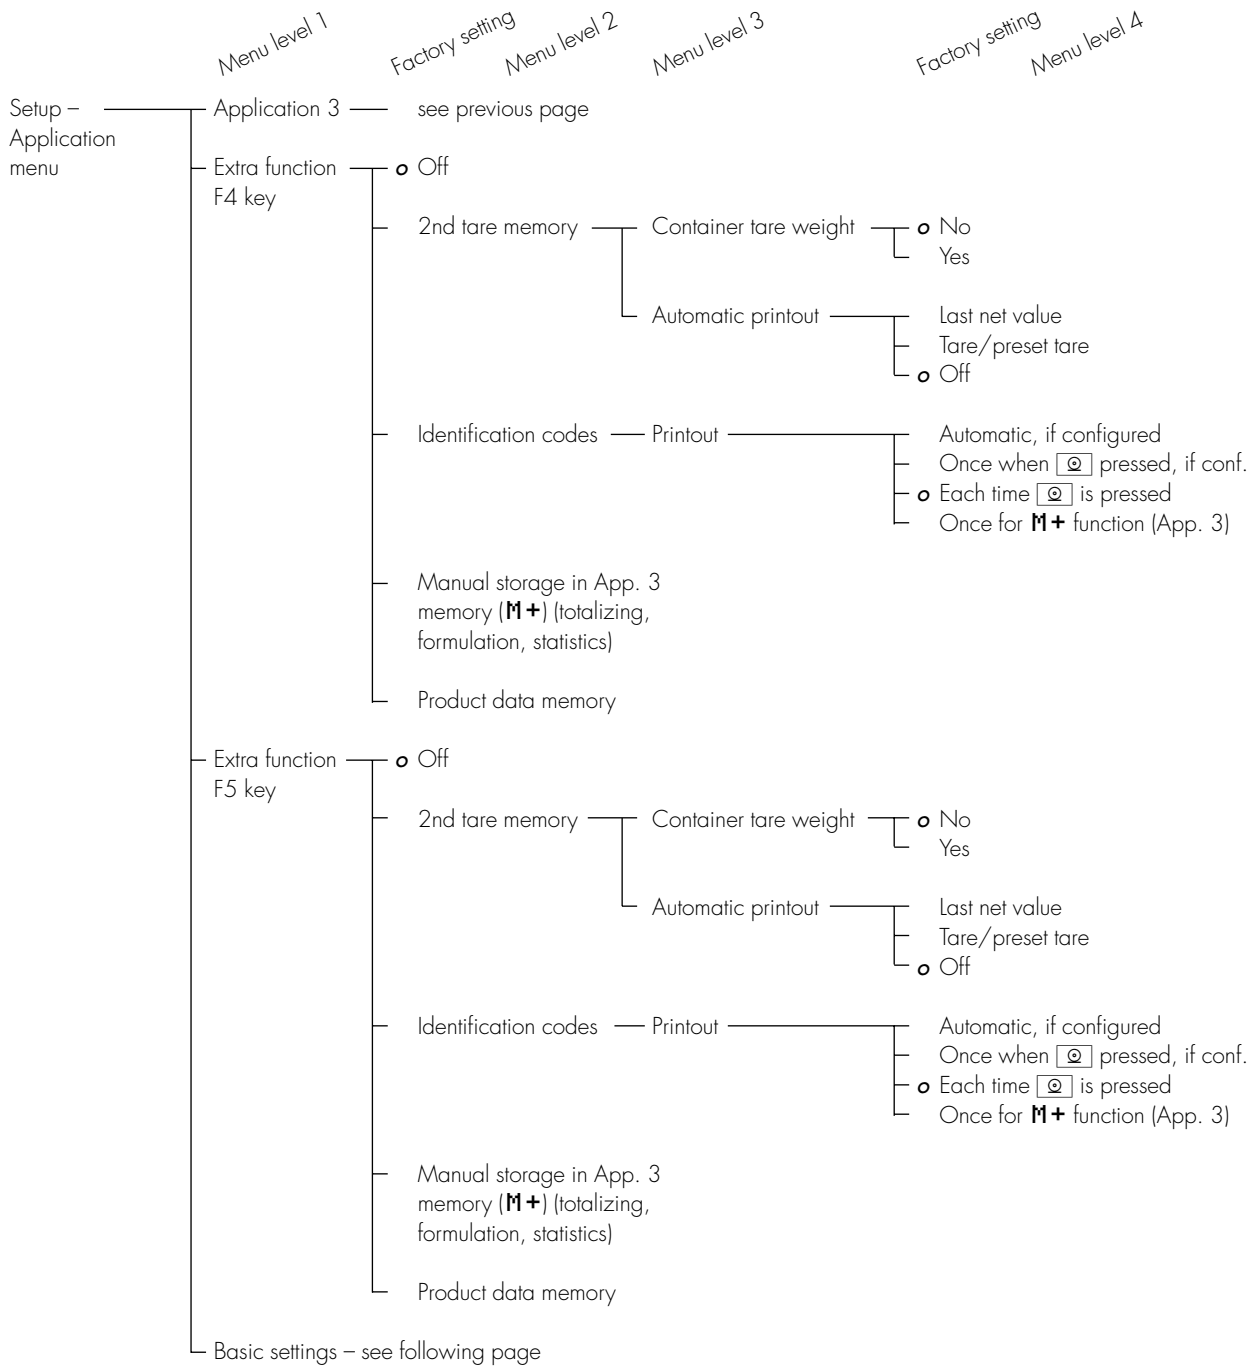 Menu level 1 Factory setting Menu level 2 Menu level 3 Factory setting Menu level 4
Setup – Application 3 see previous page
Application
menu Extra function o Off
F4 key
2nd tare memory Container tare weight o No
Yes
Automatic printout Last net value
Tare/preset tare
o Off
Identification codes Printout Automatic, if configured
Once when pressed, if conf.
o Each time is pressed
Once for M+ function (App. 3)
Manual storage in App. 3
memory (M+) (totalizing,
formulation, statistics)
Product data memory
Extra function o Off
F5 key
2nd tare memory Container tare weight o No
Yes
Automatic printout Last net value
Tare/preset tare
o Off
Identification codes Printout Automatic, if configured
Once when pressed, if conf.
o Each time is pressed
Once for M+ function (App. 3)
Manual storage in App. 3
memory (M+) (totalizing,
formulation, statistics)
Product data memory
Basic settings – see following page